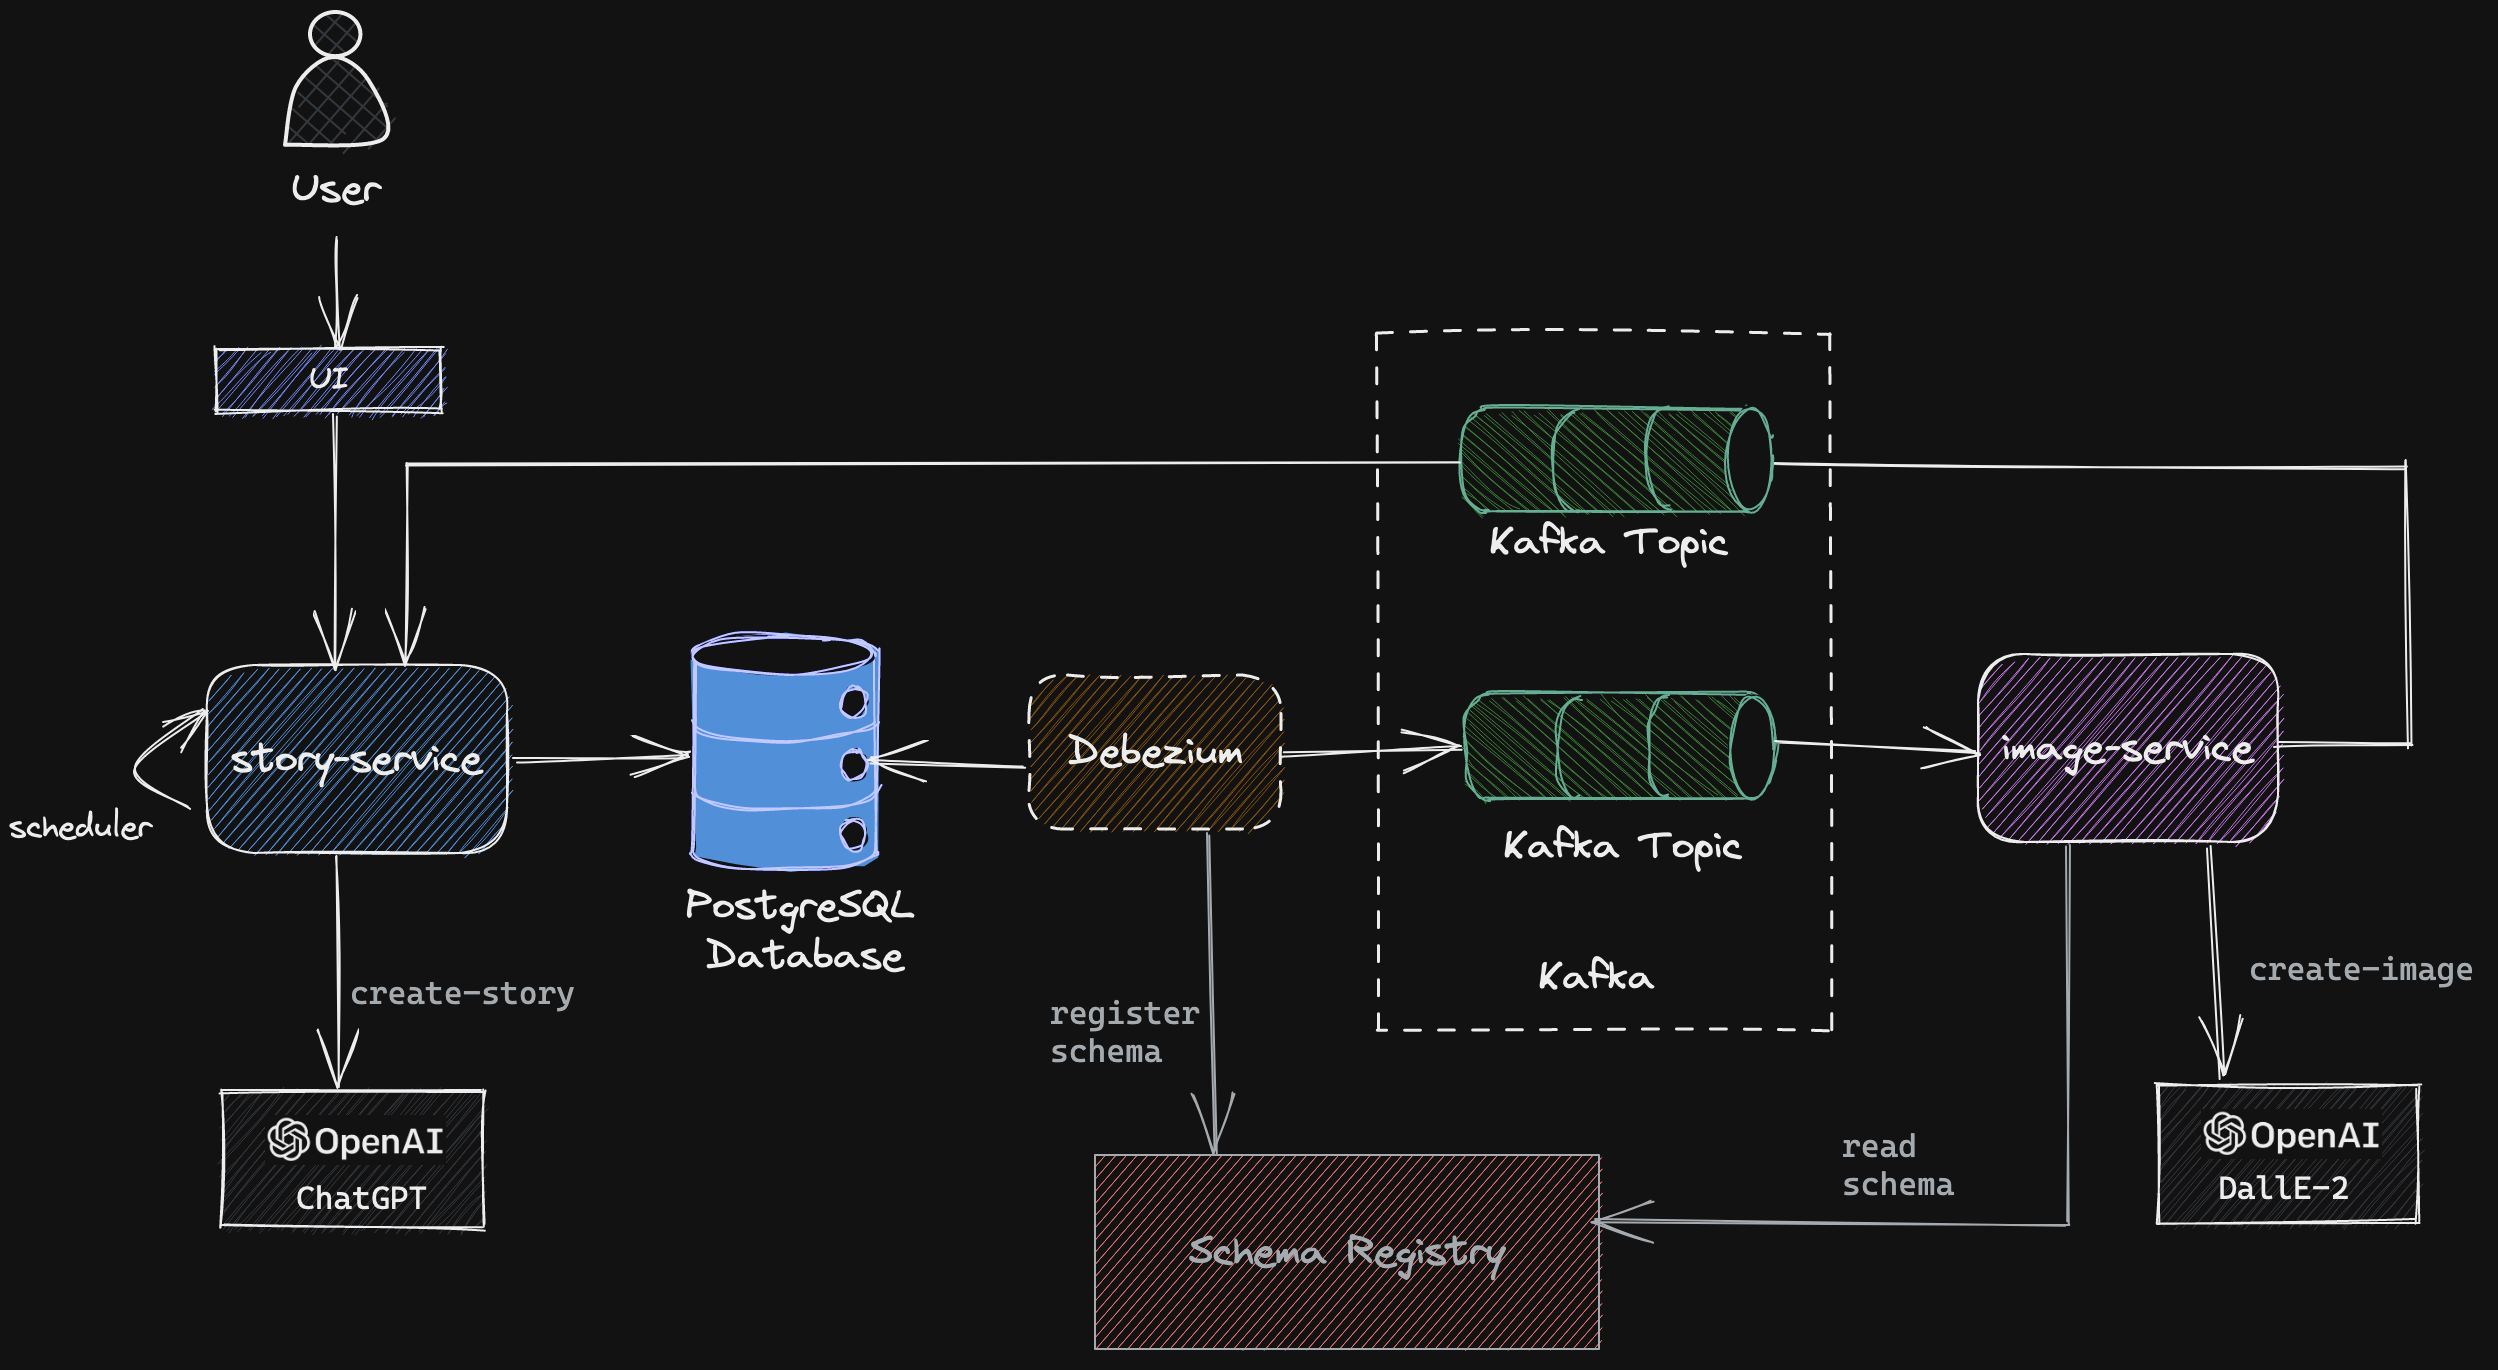 User
UI
Kafka Topic
story-service
scheduler
PostgreSQL
Database
Debezium
Kafka Topic
Kafka
image-service
create-story
register
schema
create-image
OpenAI
ChatGPT
Schema Registry
read
schema
OpenAI
DallE-2